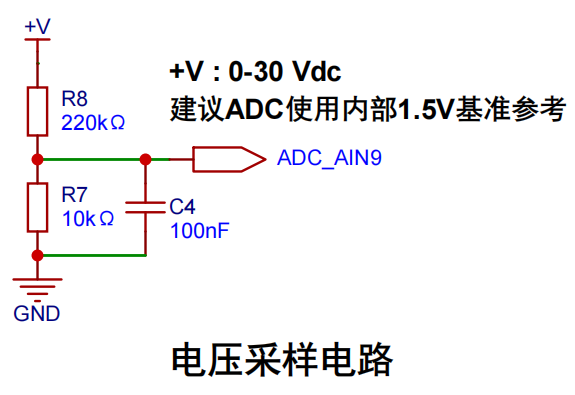 +V
+V : 0-30 Vdc
R8
220kΩ
建议ADC使用内部1.5V基准参考
ADC_AIN9
R7
10kΩ
C4
100nF
GND
电压采样电路